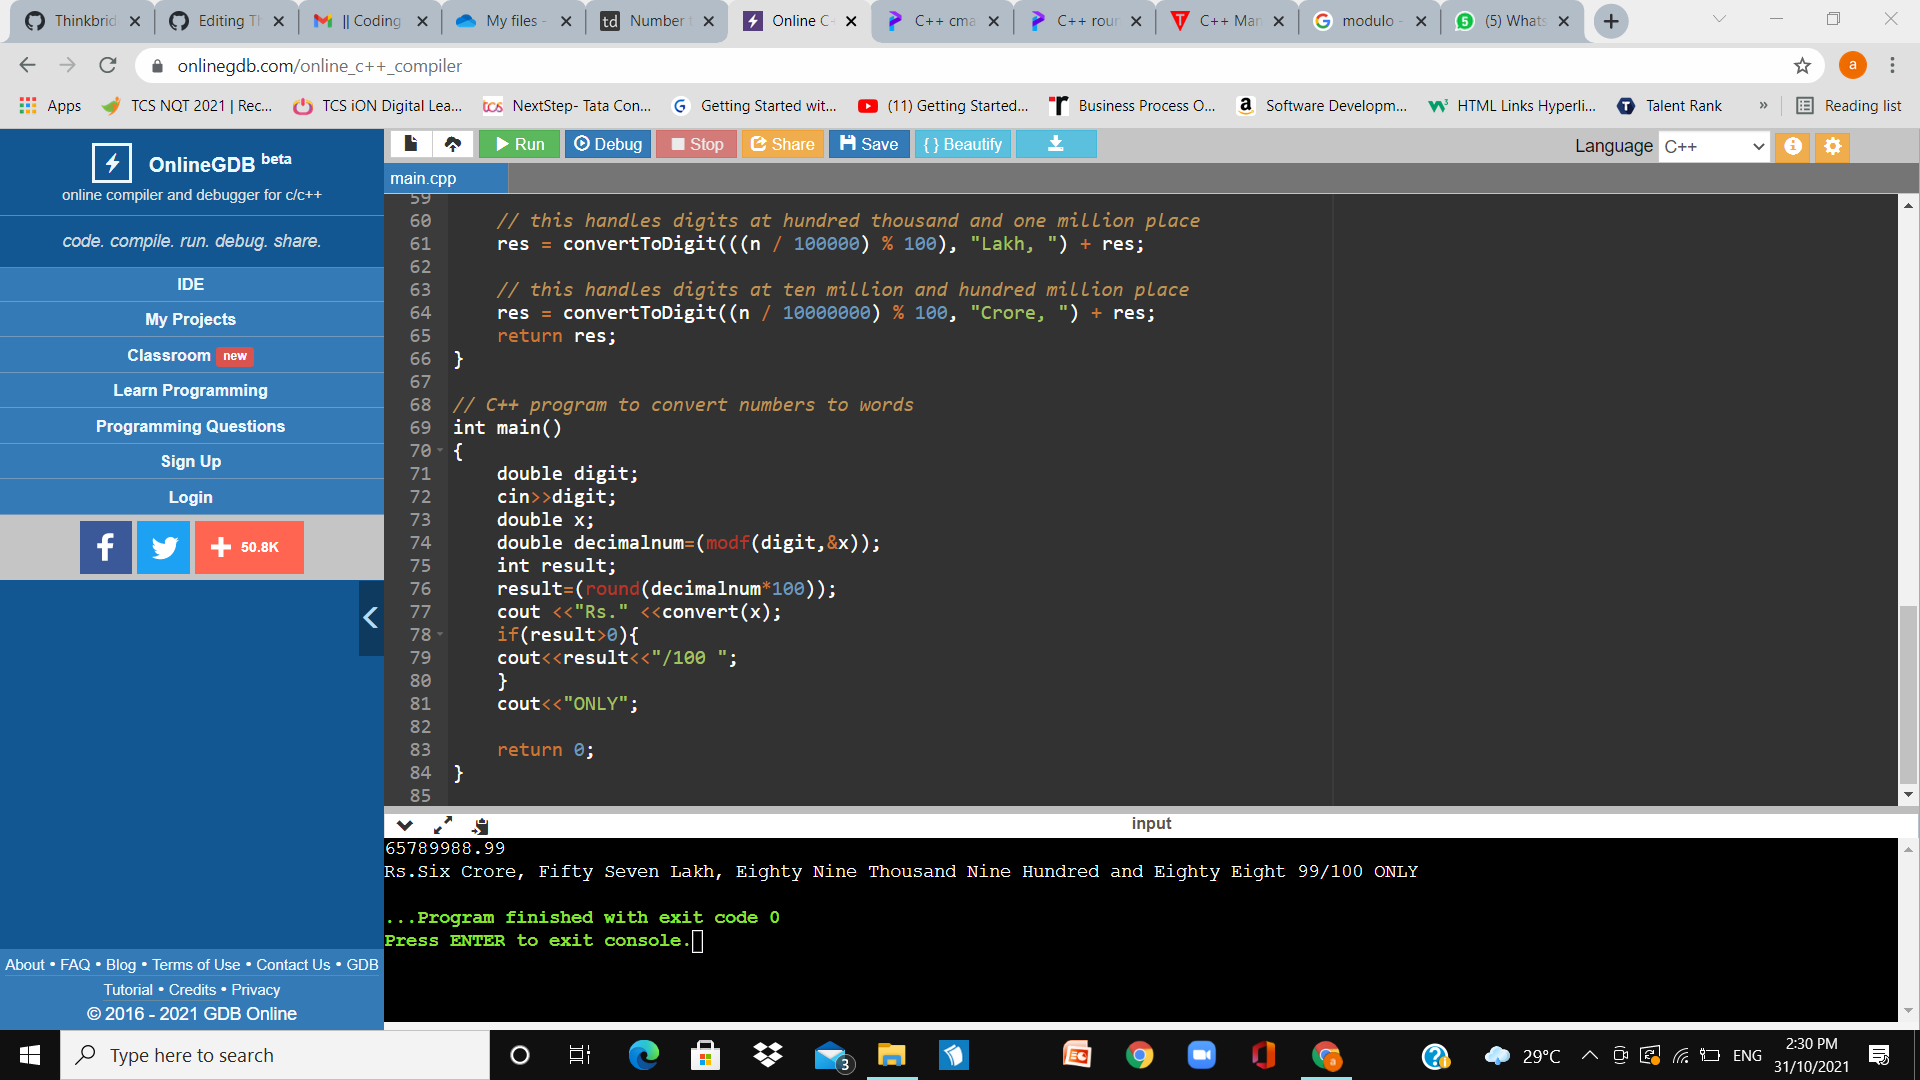 Thinkbrid
Editing Th
|| Coding
My files -
Number t
Online C-
C++ cma
C++ roun
C++ Man
modulo -
(5) Whats
onlinegdb.com/online_c++_compiler
a
Apps
TCS NQT 2021 | Rec...
TCS iON Digital Lea...
NextStep- Tata Con...
Getting Started wit...
(11) Getting Started...
Business Process O...
Software Developm...
HTML Links Hyperli...
Talent Rank
»
Reading list
OnlineGDB beta
online compiler and debugger for c/c++
code. compile. run. debug. share.
IDE
My Projects
Classroom new
Learn Programming
Programming Questions
Sign Up
Login
50.8K
About • FAQ • Blog • Terms of Use • Contact Us • GDB
Tutorial • Credits • Privacy
© 2016 - 2021 GDB Online
Run Debug Stop Share Save { } Beautify
Language C++
main.cpp
59
60 // this handles digits at hundred thousand and one million place
61 res = convertToDigit(((n / 100000) % 100), "Lakh, ") + res;
62
63 // this handles digits at ten million and hundred million place
64 res = convertToDigit((n / 10000000) % 100, "Crore, ") + res;
65 return res;
66 }
67
68 // C++ program to convert numbers to words
69 int main()
70 {
71 double digit;
72 cin>>digit;
73 double x;
74 double decimalnum=(modf(digit,&x));
75 int result;
76 result=(round(decimalnum*100));
77 cout <<"Rs." <<convert(x);
78 if(result>0){
79 cout<<result<<"/100 ";
80 }
81 cout<<"ONLY";
82
83 return 0;
84 }
85
input
65789988.99
Rs.Six Crore, Fifty Seven Lakh, Eighty Nine Thousand Nine Hundred and Eighty Eight 99/100 ONLY
...Program finished with exit code 0
Press ENTER to exit console.
Type here to search
3
29°C
ENG
2:30 PM
31/10/2021